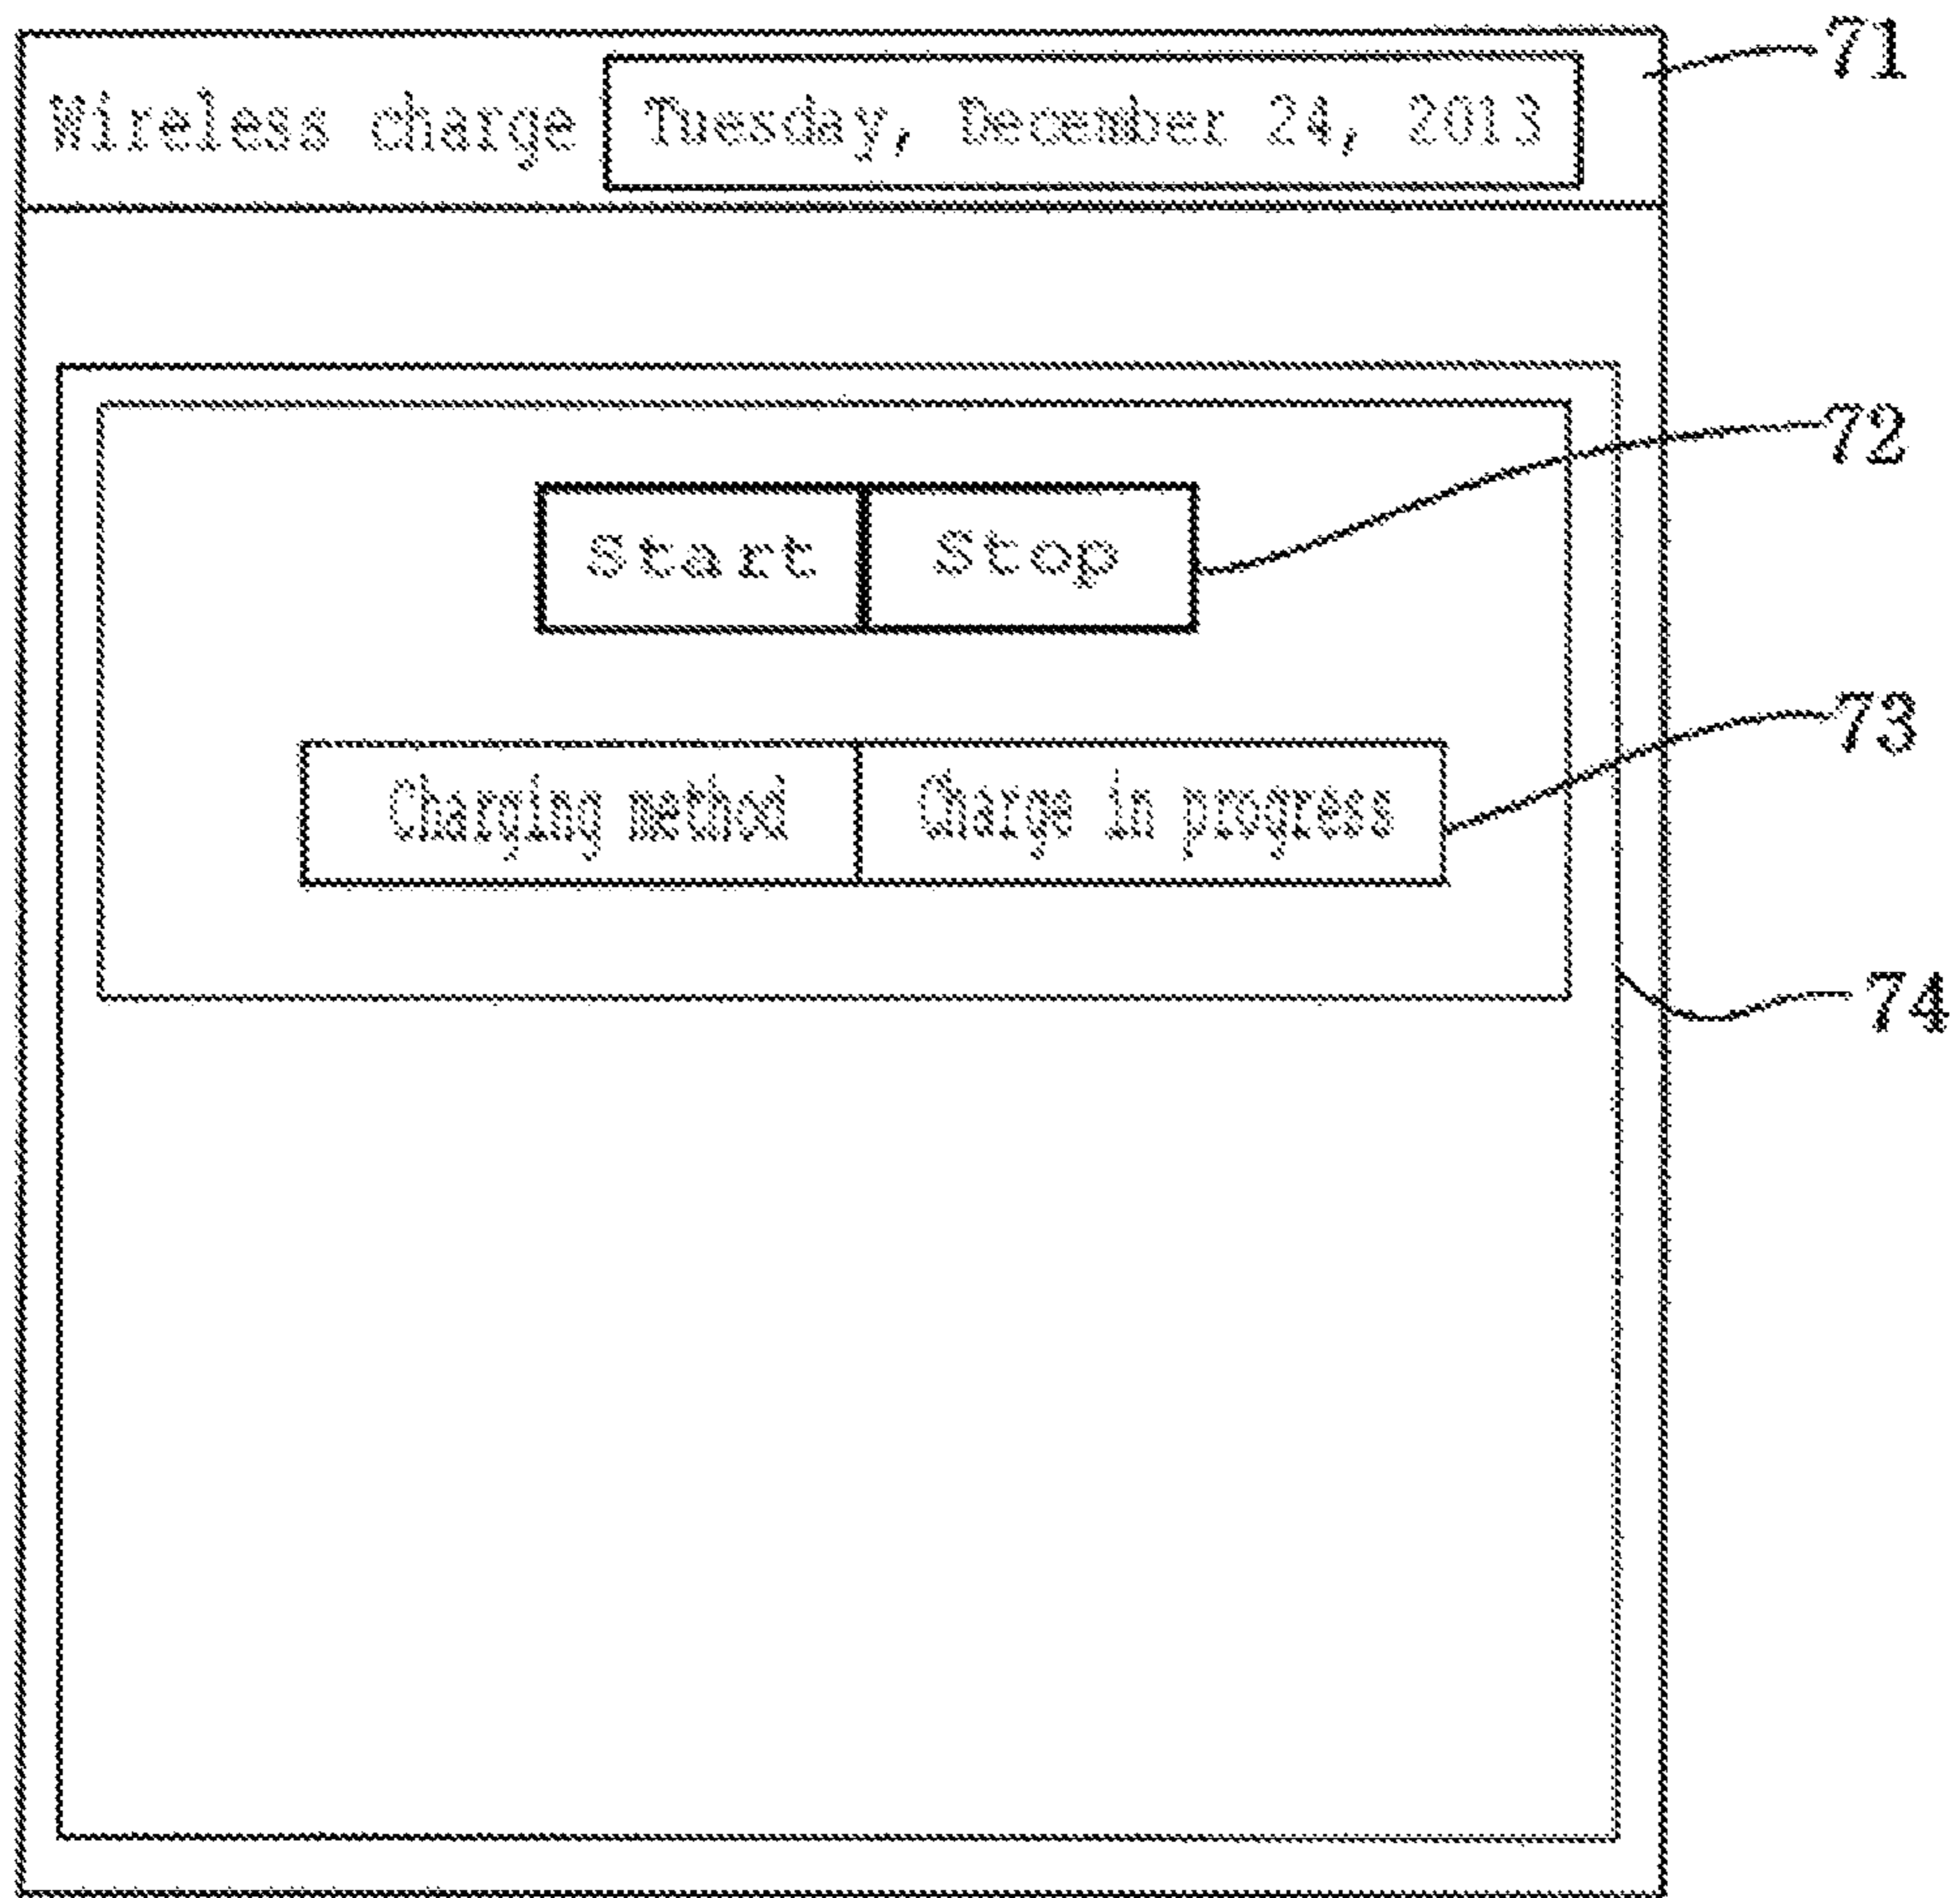 Wireless charge Tuesday, December 24, 2013
71
Start Stop
72
Charging method Charge in progress
73
74